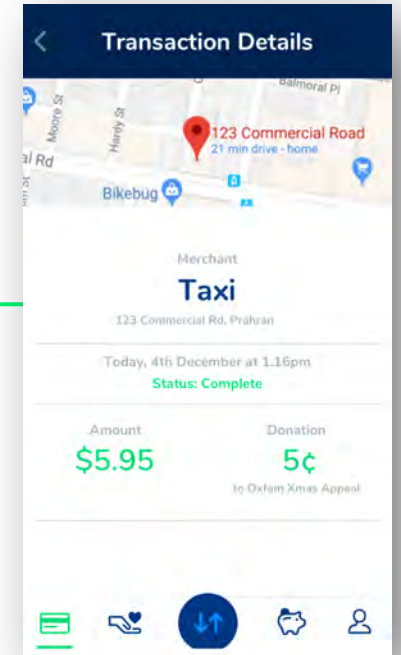 Transaction Details
Balmoral Pl
Moore St
Hardy St
123 Commercial Road
21 min drive - home
al Rd
Bikebug
Merchant
Taxi
123 Commercial Rd, Prahran
Today, 4th December at 1.16pm
Status: Complete
Amount
Donation
$5.95
5¢
to Oxfam Xmas Appeal